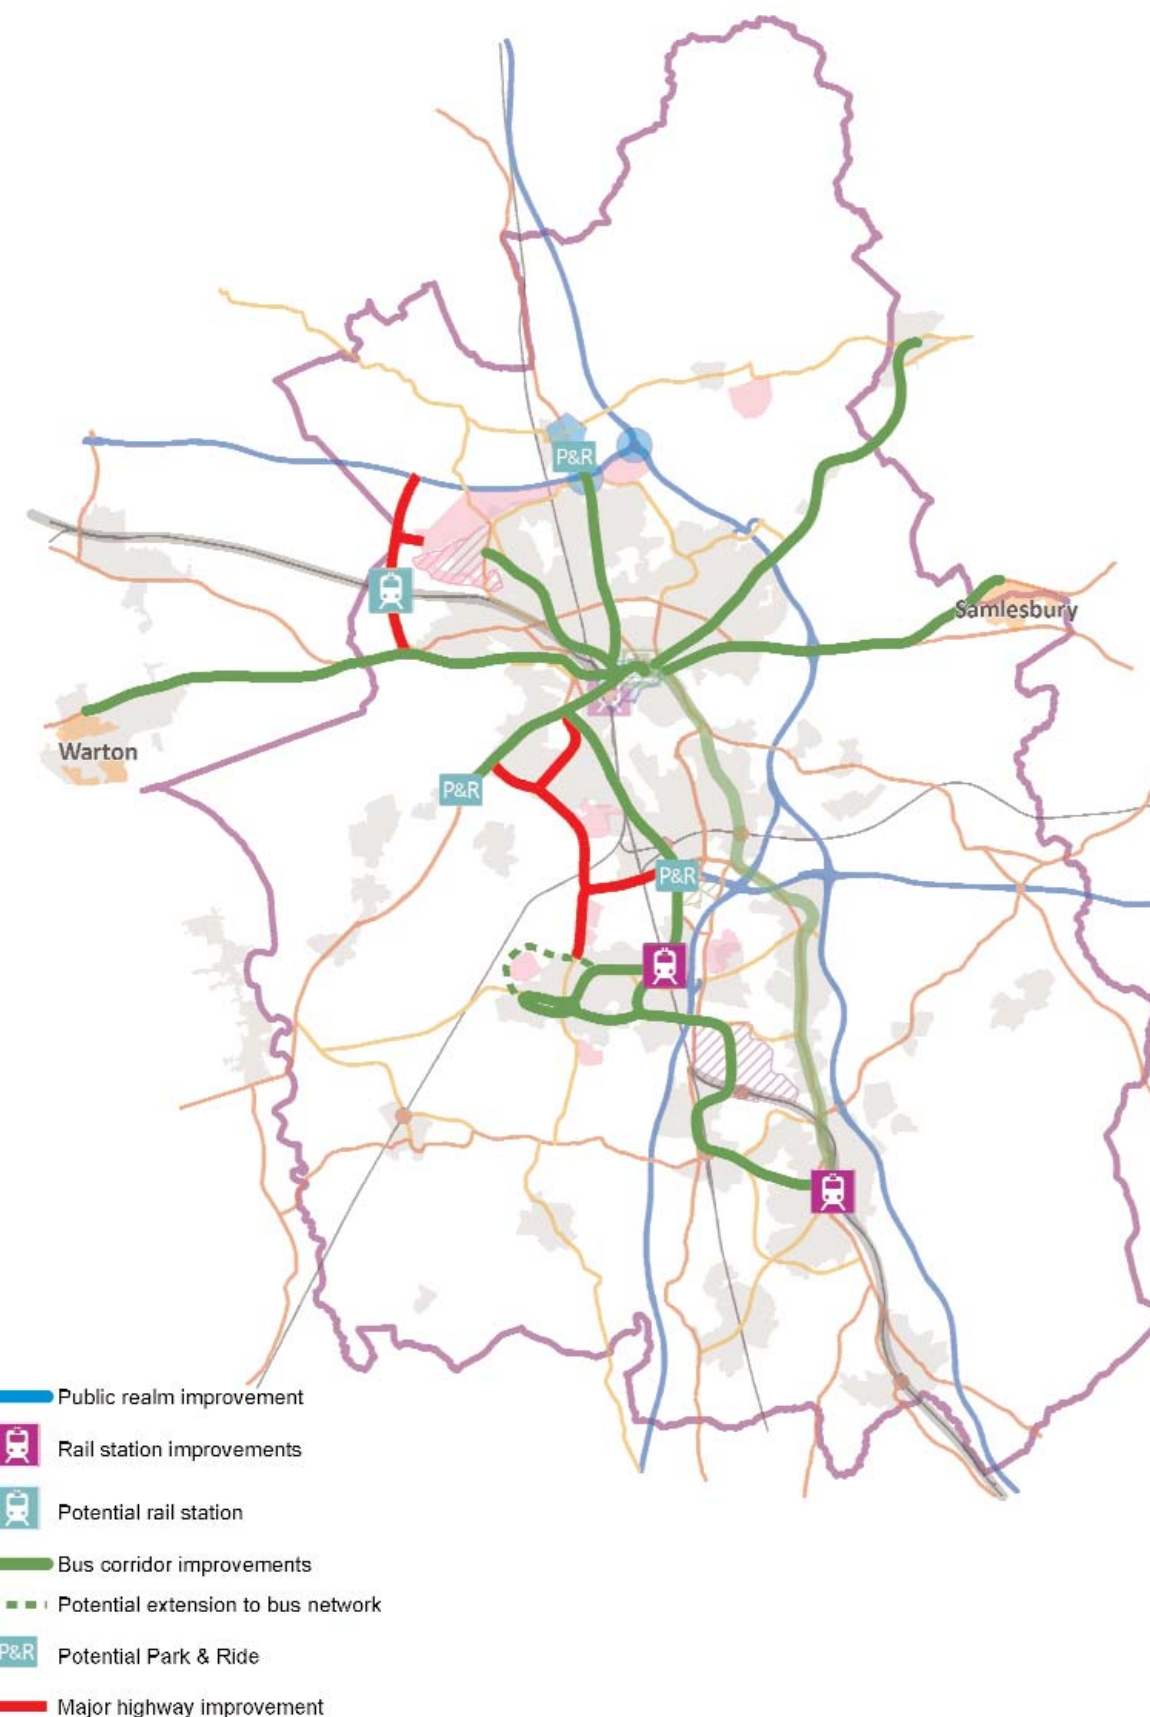 P&R
Samlesbury
Warton
P&R
P&R
Public realm improvement
Rail station improvements
Potential rail station
Bus corridor improvements
Potential extension to bus network
P&R Potential Park & Ride
Major highway improvement